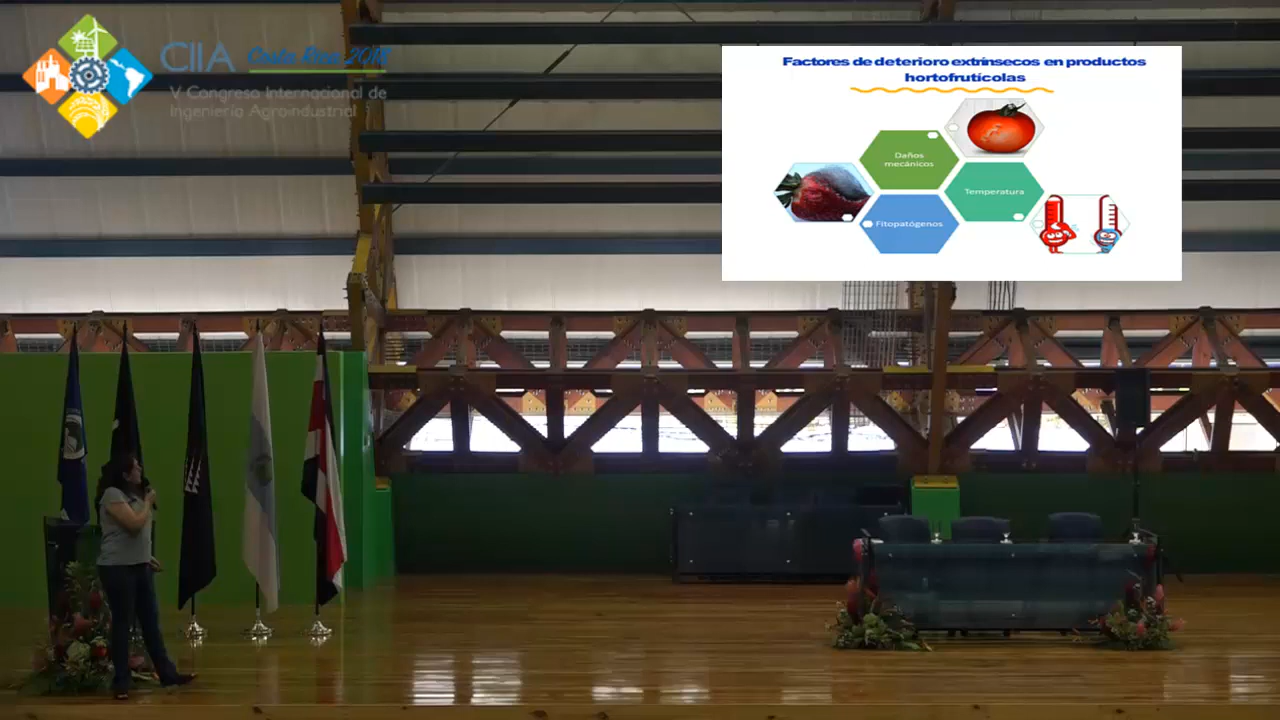 CIIA Costa Rica 2018
V Congreso Internacional de
Ingeniería Agroindustrial
Factores de deterioro extrínsecos en productos
hortofrutícolas
Daños
mecánicos
Temperatura
Fitopatógenos